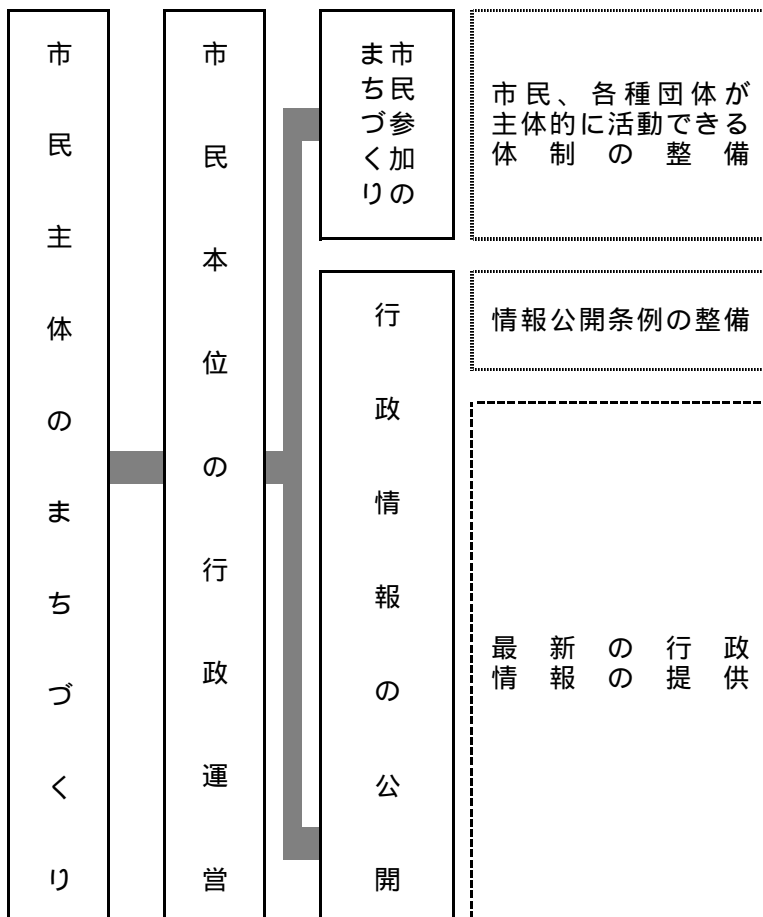 市民主体のまちづくり
市民本位の行政運営
市民参加の
まちづくり
市民、各種団体が
主体的に活動できる
体制の整備
行政情報の公開
情報公開条例の整備
最新の行政
情報の提供